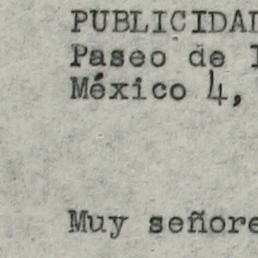 PUBLICIDA
Paseo de
México 4,
Muy señore